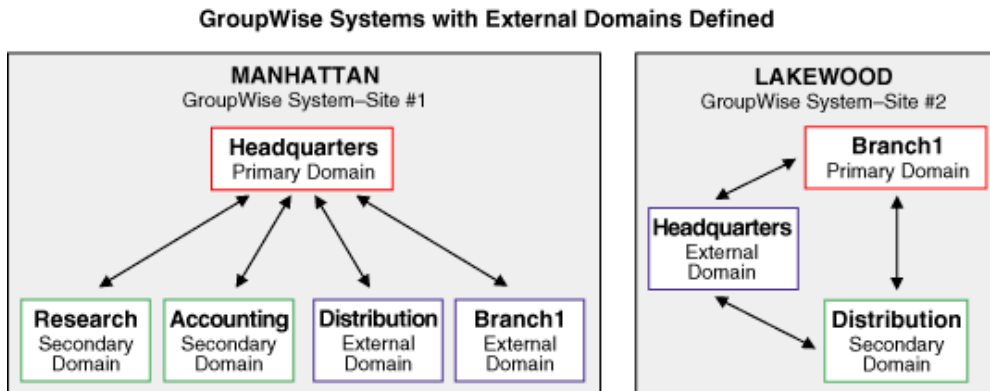 GroupWise Systems with External Domains Defined
MANHATTAN
GroupWise System–Site #1
Headquarters
Primary Domain
Research
Secondary
Domain
Accounting
Secondary
Domain
Distribution
External
Domain
Branch1
External
Domain
LAKEWOOD
GroupWise System–Site #2
Branch1
Primary Domain
Headquarters
External
Domain
Distribution
Secondary
Domain